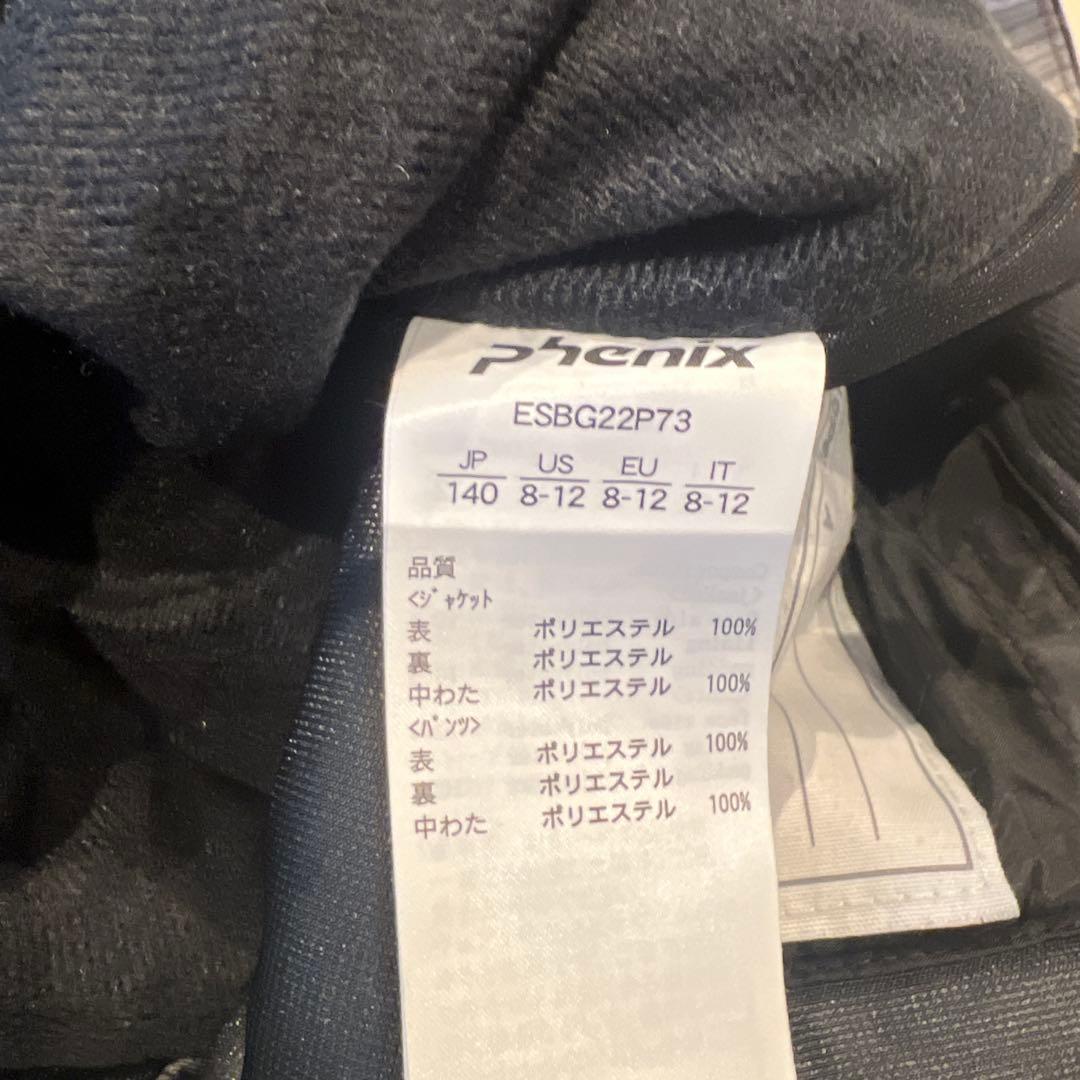 phenix
ESBG22P73
JP US EU IT
140 8-12 8-12 8-12
品質
<ｼﾞｬｹｯﾄ
表 ポリエステル 100%
裏 ポリエステル
中わた ポリエステル 100%
<ﾊﾟﾝﾂ>
表 ポリエステル 100%
裏 ポリエステル
中わた ポリエステル 100%